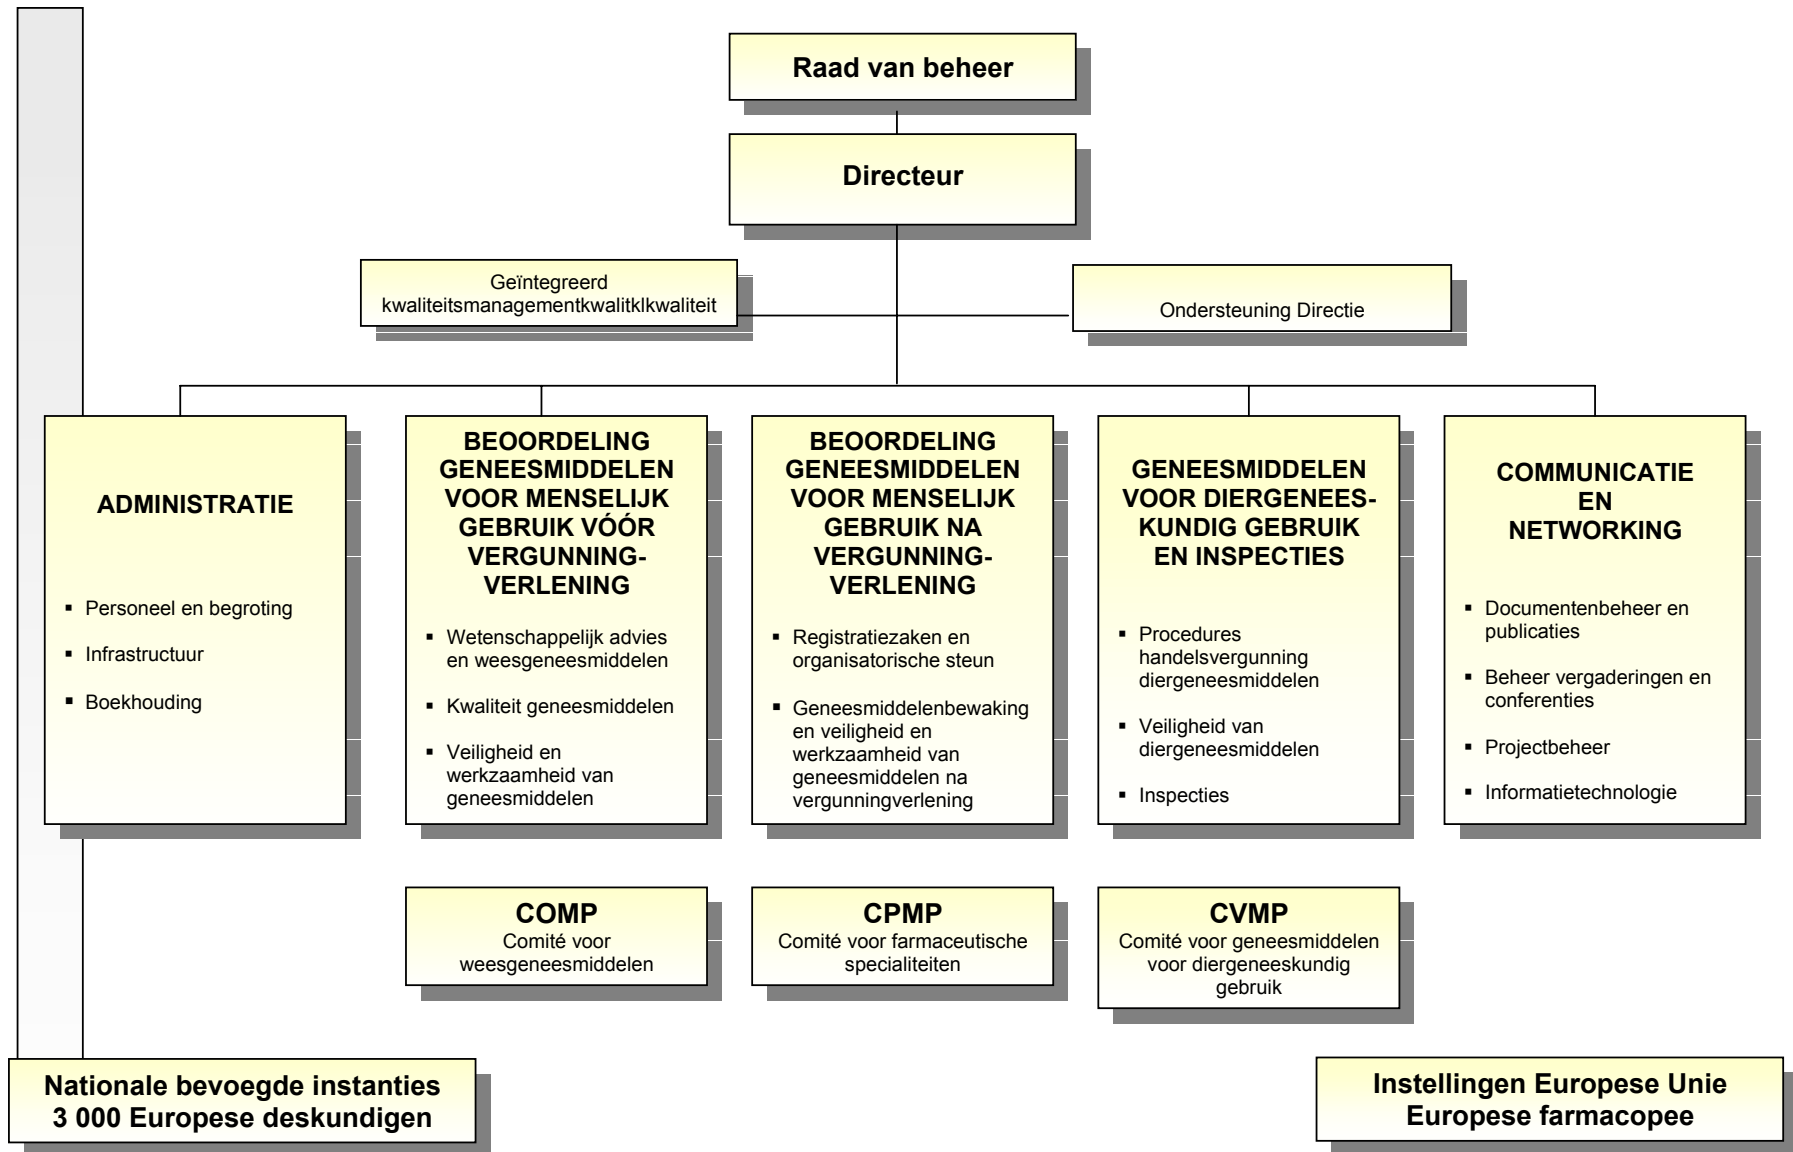 Raad van beheer
Directeur
Geïntegreerd
kwaliteitsmanagementkwalitklkwaliteit
Ondersteuning Directie
ADMINISTRATIE
▪ Personeel en begroting
▪ Infrastructuur
▪ Boekhouding
BEOORDELING
GENEESMIDDELEN
VOOR MENSELIJK
GEBRUIK VÓÓR
VERGUNNING-
VERLENING
▪ Wetenschappelijk advies
en weesgeneesmiddelen
▪ Kwaliteit geneesmiddelen
▪ Veiligheid en
werkzaamheid van
geneesmiddelen
BEOORDELING
GENEESMIDDELEN
VOOR MENSELIJK
GEBRUIK NA
VERGUNNING-
VERLENING
▪ Registratiezaken en
organisatorische steun
▪ Geneesmiddelenbewaking
en veiligheid en
werkzaamheid van
geneesmiddelen na
vergunningverlening
GENEESMIDDELEN
VOOR DIERGENEES-
KUNDIG GEBRUIK
EN INSPECTIES
▪ Procedures
handelsvergunning
diergeneesmiddelen
▪ Veiligheid van
diergeneesmiddelen
▪ Inspecties
COMMUNICATIE
EN
NETWORKING
▪ Documentenbeheer en
publicaties
▪ Beheer vergaderingen en
conferenties
▪ Projectbeheer
▪ Informatietechnologie
COMP
Comité voor
weesgeneesmiddelen
CPMP
Comité voor farmaceutische
specialiteiten
CVMP
Comité voor geneesmiddelen
voor diergeneeskundig
gebruik
Nationale bevoegde instanties
3 000 Europese deskundigen
Instellingen Europese Unie
Europese farmacopee